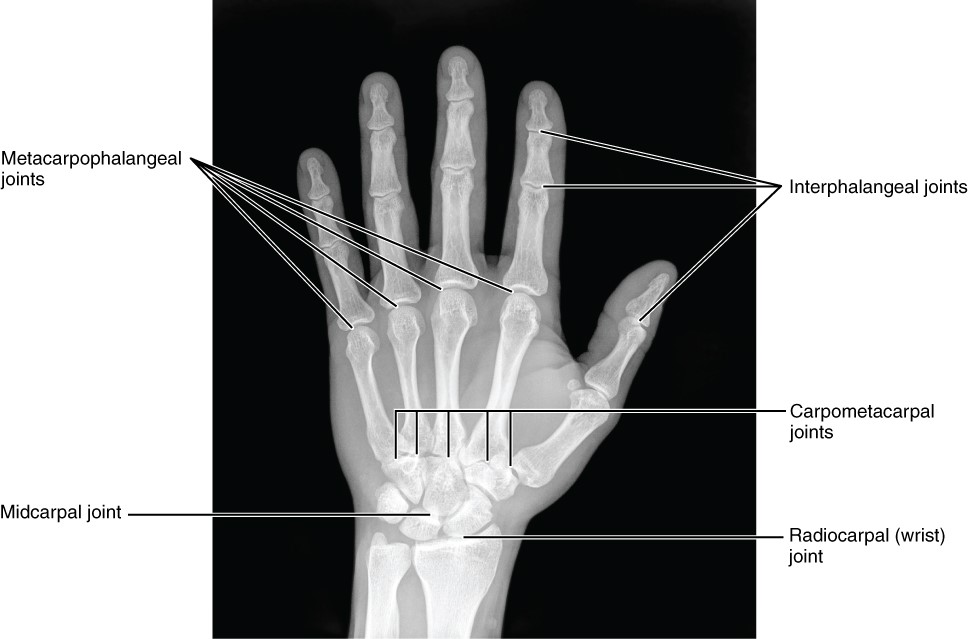 Metacarpophalangeal
joints
Interphalangeal joints
Carpometacarpal
joints
Midcarpal joint
Radiocarpal (wrist)
joint